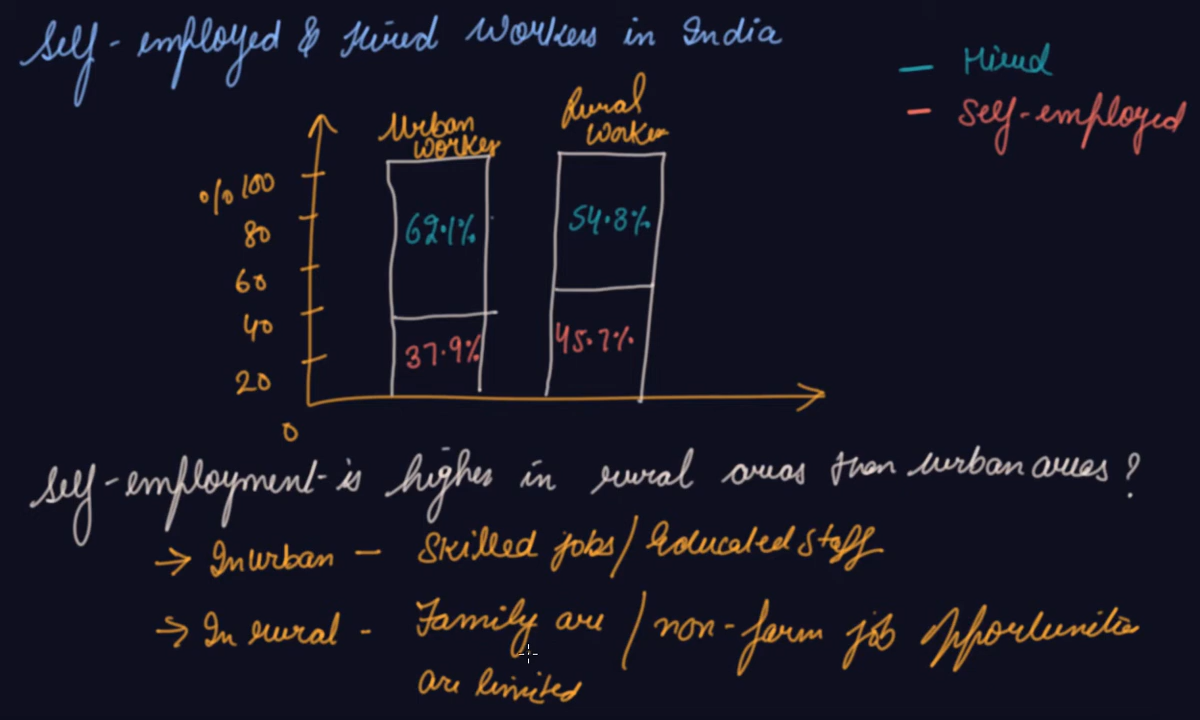 Self-employed & Hired Workers in India
— Hired
— Self-employed
Urban worker
Rural worker
% 100
80
60
40
20
0
62.1%
54.8%
37.9%
45.7%
Self-employment is higher in rural areas than urban areas?
→ In urban — Skilled jobs / Educated staff
→ In rural - Family are / non-farm job opportunities
are limited